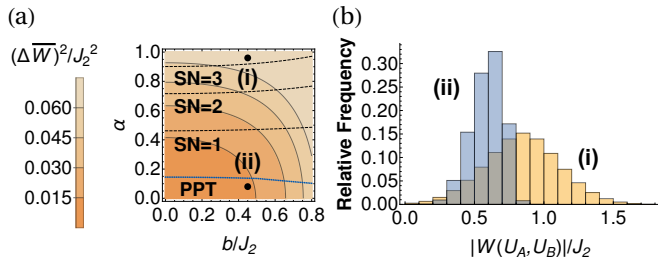 (a)
(ΔW̅)²/J₂²
0.060
0.045
0.030
0.015
1.0
0.8
0.6
0.4
0.2
0.0
α
SN=3
(i)
SN=2
SN=1
(ii)
PPT
0.0 0.2 0.4 0.6 0.8
b/J₂
(b)
Relative Frequency
0.30
0.25
0.20
0.15
0.10
0.05
0.00
(ii)
(i)
0.0 0.5 1.0 1.5
|W(U_A, U_B)|/J₂